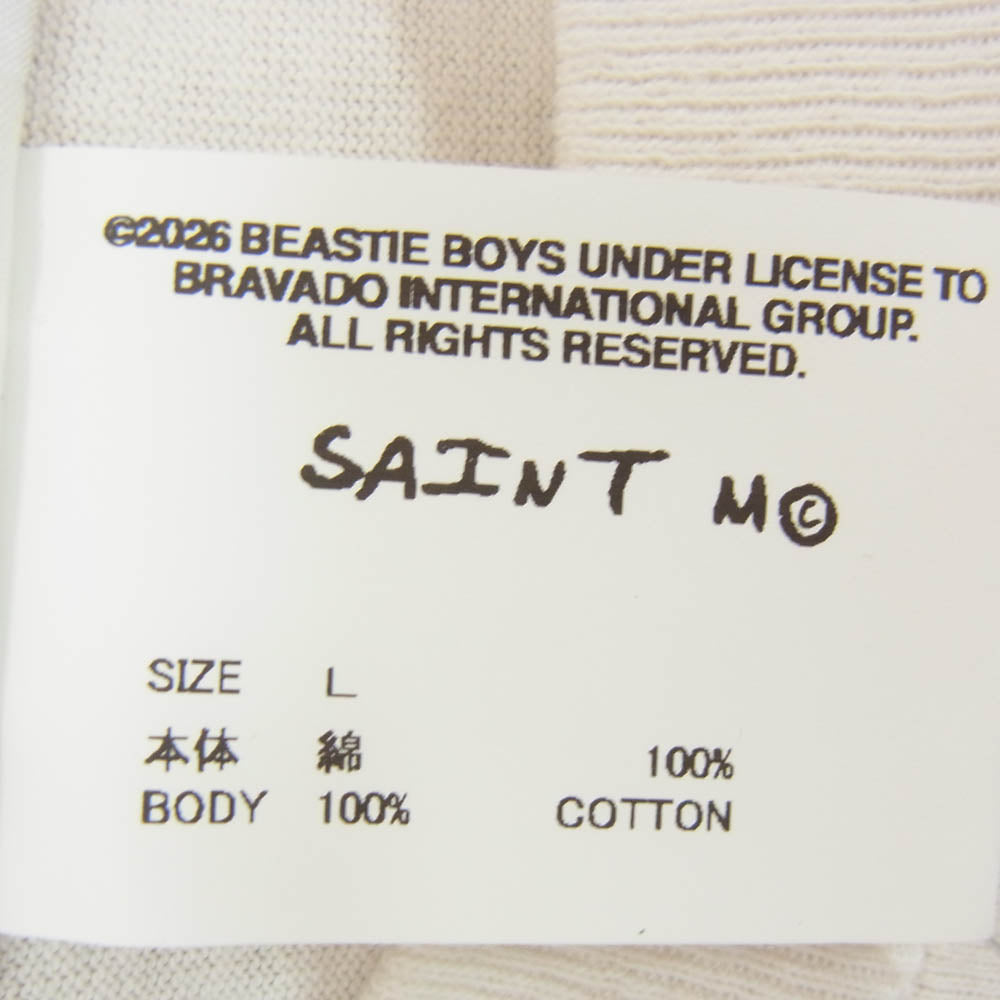 ©2026 BEASTIE BOYS UNDER LICENSE TO
BRAVADO INTERNATIONAL GROUP.
ALL RIGHTS RESERVED.
SAINT M©
SIZE L
本体 綿 100%
BODY 100% COTTON